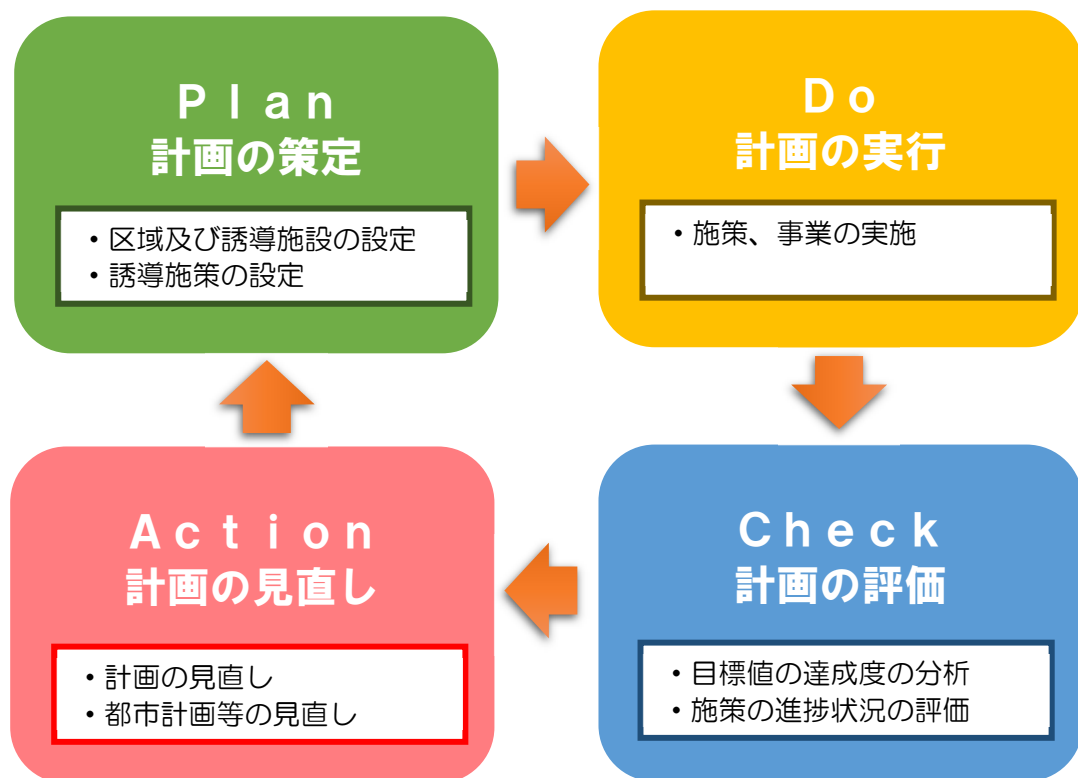 Ｐｌａｎ
計画の策定
・区域及び誘導施設の設定
・誘導施策の設定
Ｄｏ
計画の実行
・施策、事業の実施
Ｃｈｅｃｋ
計画の評価
・目標値の達成度の分析
・施策の進捗状況の評価
Ａｃｔｉｏｎ
計画の見直し
・計画の見直し
・都市計画等の見直し